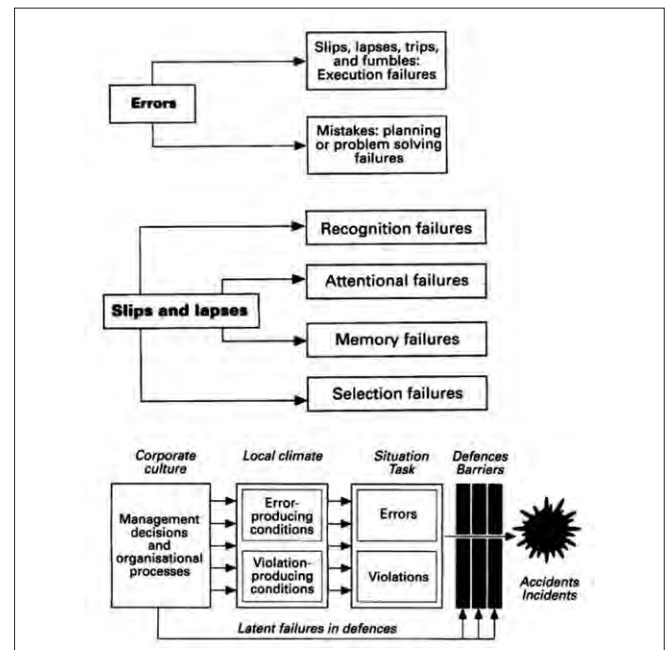 Slips, lapses, trips,
and fumbles:
Execution failures
Errors
Mistakes: planning
or problem solving
failures
Recognition failures
Attentional failures
Slips and lapses
Memory failures
Selection failures
Corporate
culture
Local climate
Situation
Task
Defences
Barriers
Management
decisions
and
organisational
processes
Error-
producing
conditions
Violation-
producing
conditions
Errors
Violations
Accidents
Incidents
Latent failures in defences